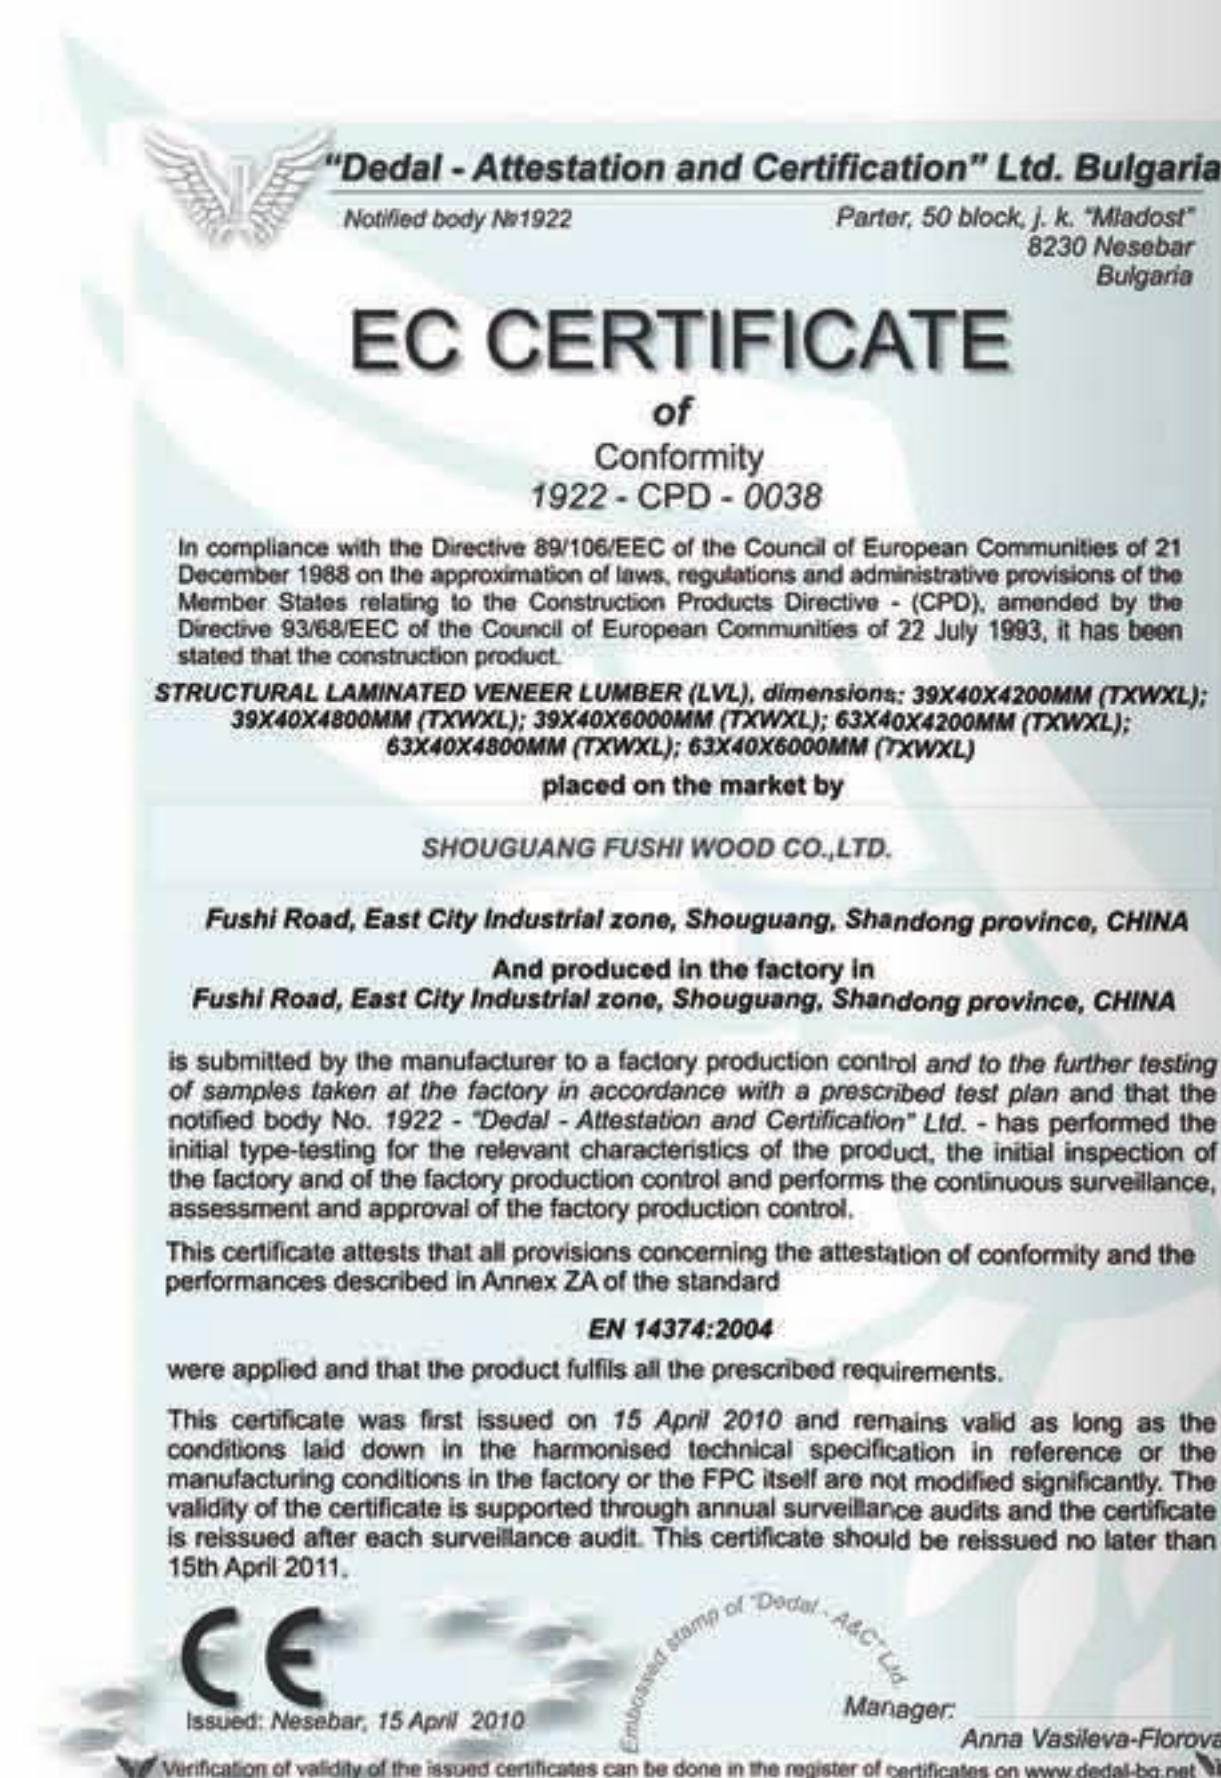 "Dedal - Attestation and Certification" Ltd. Bulgaria
Notified body №1922
Parter, 50 block, j. k. "Mladost"
8230 Nesebar
Bulgaria
EC CERTIFICATE
of
Conformity
1922 - CPD - 0038
In compliance with the Directive 89/106/EEC of the Council of European Communities of 21
December 1988 on the approximation of laws, regulations and administrative provisions of the
Member States relating to the Construction Products Directive - (CPD), amended by the
Directive 93/68/EEC of the Council of European Communities of 22 July 1993, it has been
stated that the construction product.
STRUCTURAL LAMINATED VENEER LUMBER (LVL), dimensions: 39X40X4200MM (TXWXL);
39X40X4800MM (TXWXL); 39X40X6000MM (TXWXL); 63X40X4200MM (TXWXL);
63X40X4800MM (TXWXL); 63X40X6000MM (TXWXL)
placed on the market by
SHOUGUANG FUSHI WOOD CO.,LTD.
Fushi Road, East City Industrial zone, Shouguang, Shandong province, CHINA
And produced in the factory in
Fushi Road, East City Industrial zone, Shouguang, Shandong province, CHINA
is submitted by the manufacturer to a factory production control and to the further testing
of samples taken at the factory in accordance with a prescribed test plan and that the
notified body No. 1922 - "Dedal - Attestation and Certification" Ltd. - has performed the
initial type-testing for the relevant characteristics of the product, the initial inspection of
the factory and of the factory production control and performs the continuous surveillance,
assessment and approval of the factory production control.
This certificate attests that all provisions concerning the attestation of conformity and the
performances described in Annex ZA of the standard
EN 14374:2004
were applied and that the product fulfils all the prescribed requirements.
This certificate was first issued on 15 April 2010 and remains valid as long as the
conditions laid down in the harmonised technical specification in reference or the
manufacturing conditions in the factory or the FPC itself are not modified significantly. The
validity of the certificate is supported through annual surveillance audits and the certificate
is reissued after each surveillance audit. This certificate should be reissued no later than
15th April 2011.
CE
Embossed stamp of "Dedal - A&C" Ltd.
Issued: Nesebar, 15 April 2010
Manager:
Anna Vasileva-Florova
Verification of validity of the issued certificates can be done in the register of certificates on www.dedal-bg.net